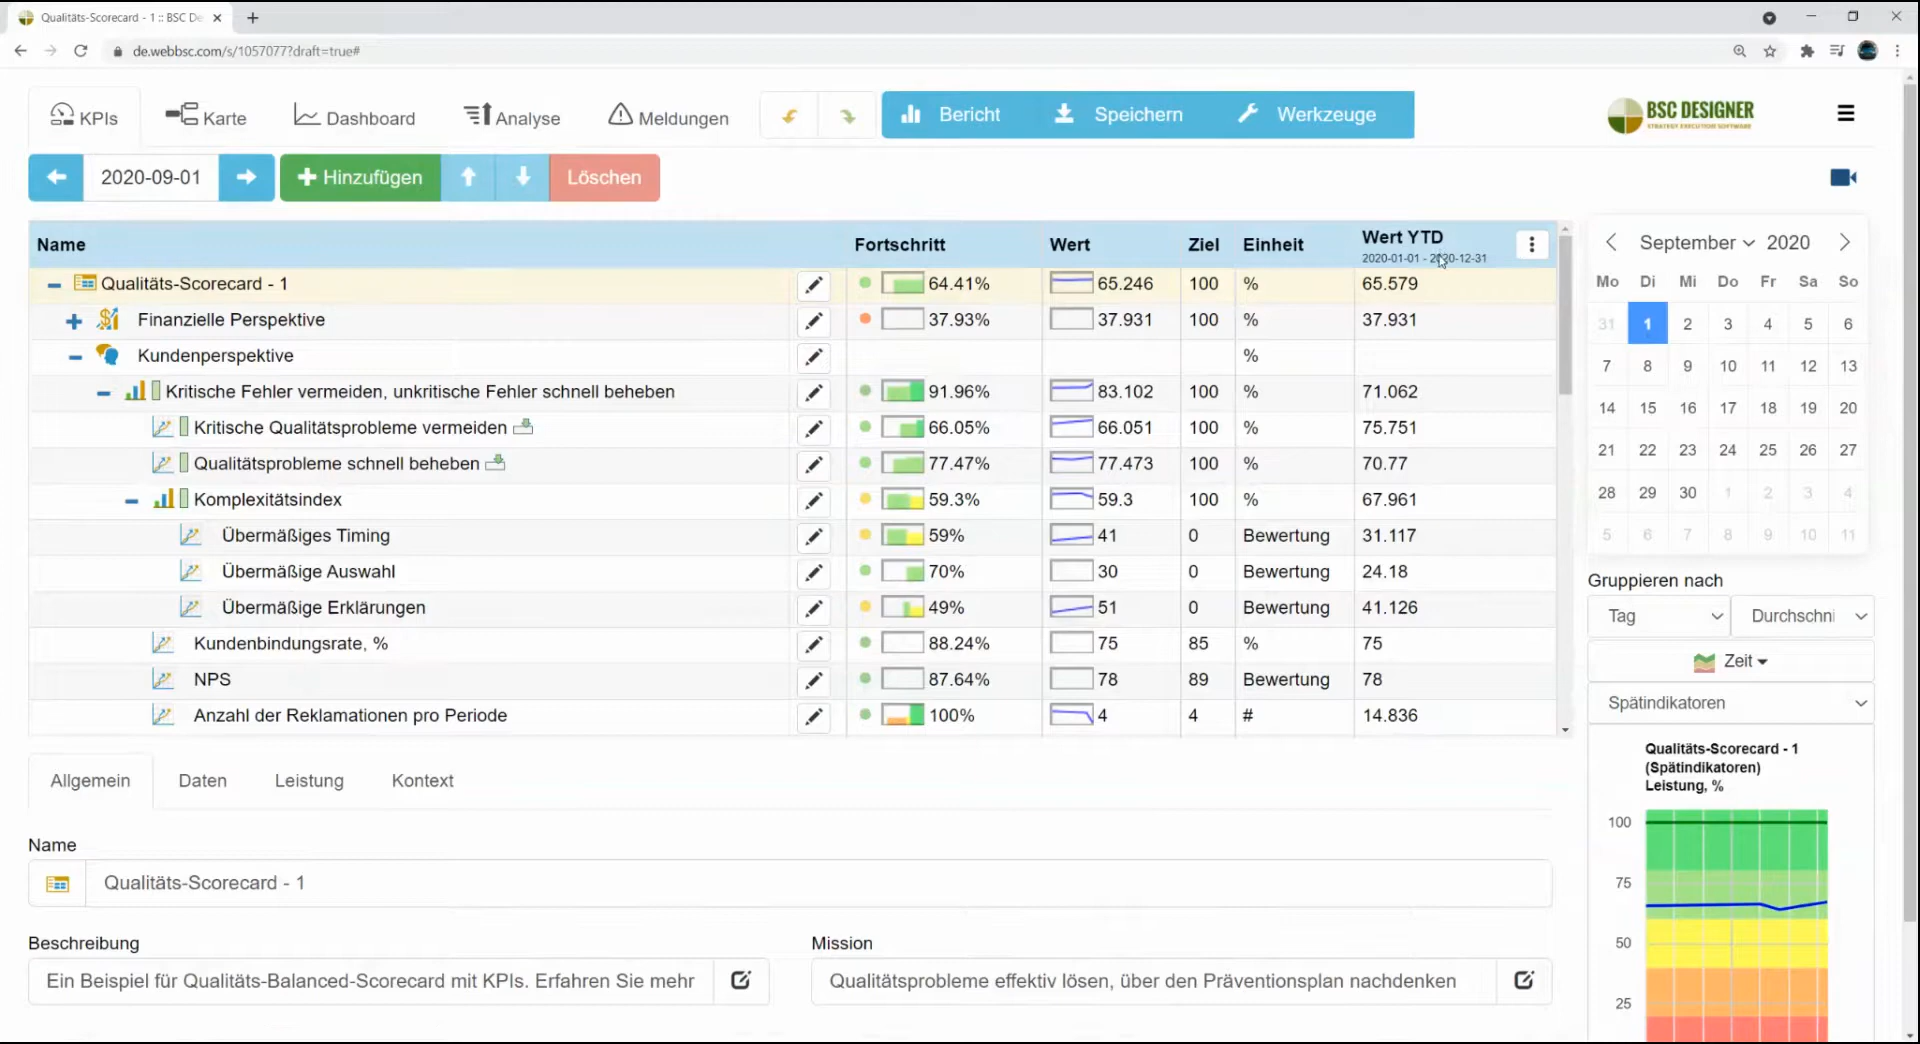 Qualitäts-Scorecard - 1 :: BSC De
de.webbsc.com/s/1057077?draft=true#
KPIs Karte Dashboard Analyse Meldungen Bericht Speichern Werkzeuge BSC DESIGNER
STRATEGY EXECUTION SOFTWARE
2020-09-01 Hinzufügen Löschen
Name Fortschritt Wert Ziel Einheit Wert YTD
2020-01-01 - 2020-12-31
Qualitäts-Scorecard - 1 64.41% 65.246 100 % 65.579
Finanzielle Perspektive 37.93% 37.931 100 % 37.931
Kundenperspektive %
Kritische Fehler vermeiden, unkritische Fehler schnell beheben 91.96% 83.102 100 % 71.062
Kritische Qualitätsprobleme vermeiden 66.05% 66.051 100 % 75.751
Qualitätsprobleme schnell beheben 77.47% 77.473 100 % 70.77
Komplexitätsindex 59.3% 59.3 100 % 67.961
Übermäßiges Timing 59% 41 0 Bewertung 31.117
Übermäßige Auswahl 70% 30 0 Bewertung 24.18
Übermäßige Erklärungen 49% 51 0 Bewertung 41.126
Kundenbindungsrate, % 88.24% 75 85 % 75
NPS 87.64% 78 89 Bewertung 78
Anzahl der Reklamationen pro Periode 100% 4 4 # 14.836
September 2020
Mo Di Mi Do Fr Sa So
31 1 2 3 4 5 6
7 8 9 10 11 12 13
14 15 16 17 18 19 20
21 22 23 24 25 26 27
28 29 30 1 2 3 4
5 6 7 8 9 10 11
Gruppieren nach
Tag Durchschni
Zeit
Spätindikatoren
Qualitäts-Scorecard - 1
(Spätindikatoren)
Leistung, %
100
75
50
25
Allgemein Daten Leistung Kontext
Name
Qualitäts-Scorecard - 1
Beschreibung Mission
Ein Beispiel für Qualitäts-Balanced-Scorecard mit KPIs. Erfahren Sie mehr Qualitätsprobleme effektiv lösen, über den Präventionsplan nachdenken